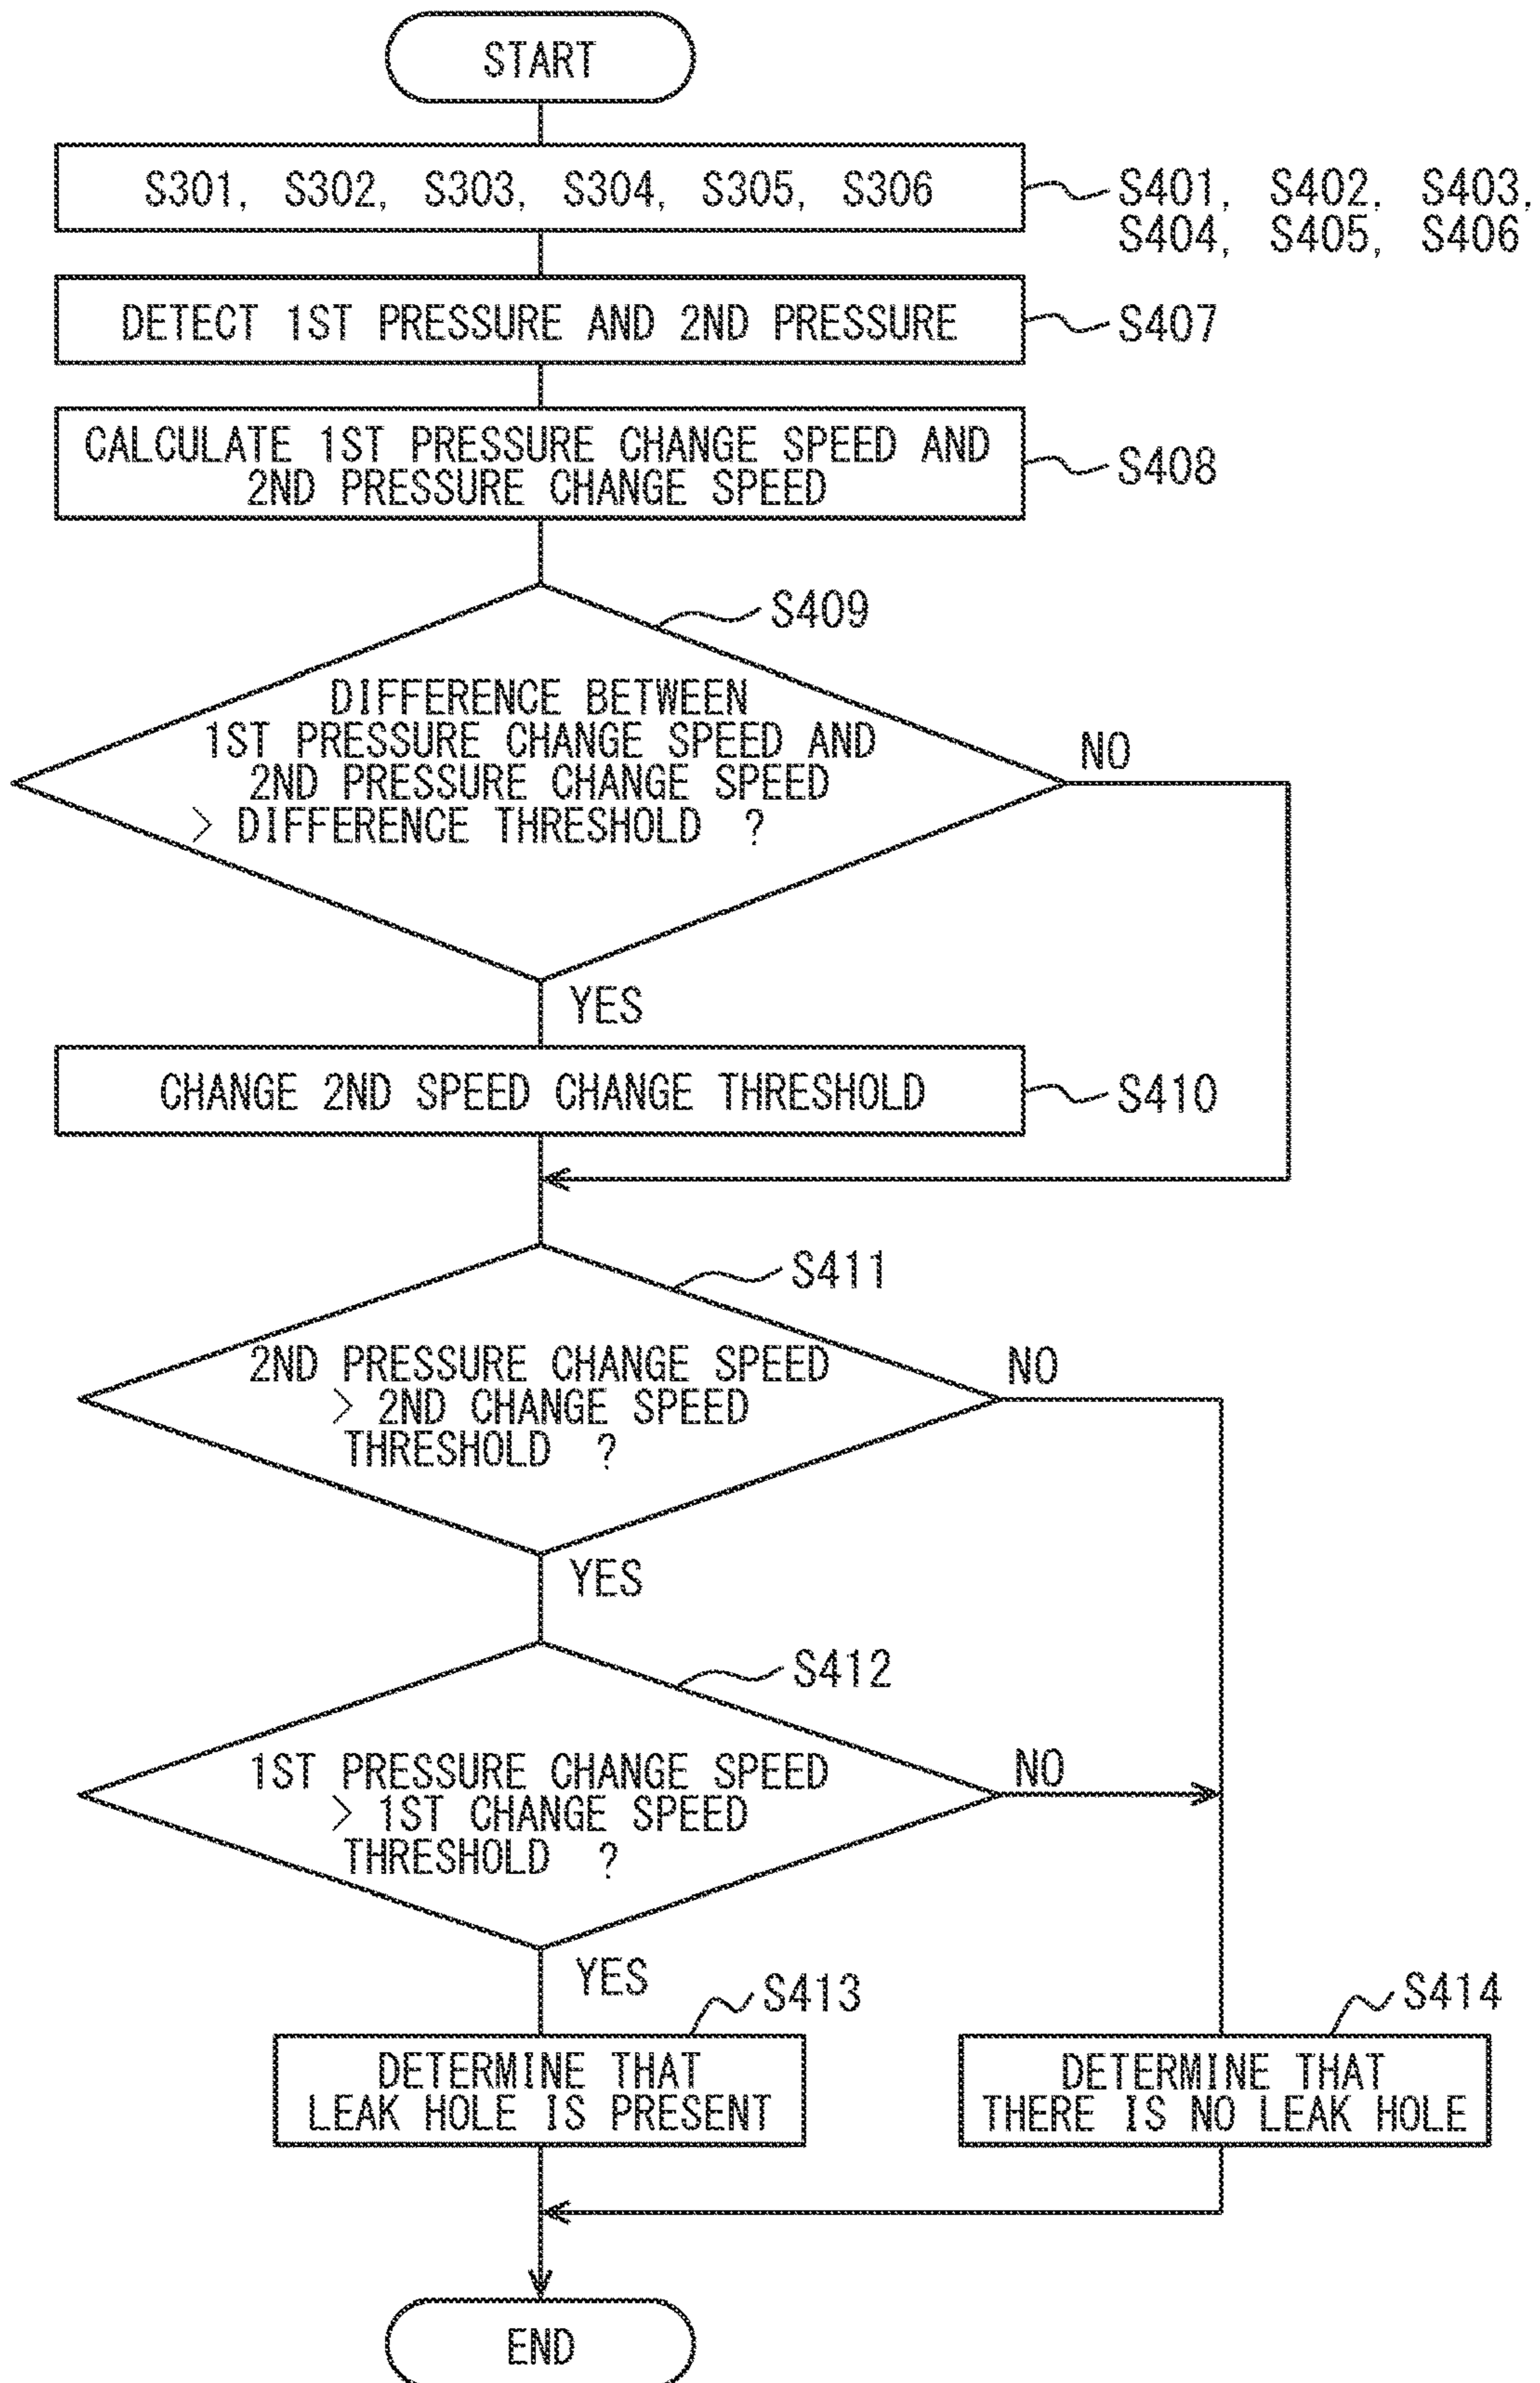 START
S301, S302, S303, S304, S305, S306
S401, S402, S403,
S404, S405, S406
DETECT 1ST PRESSURE AND 2ND PRESSURE
S407
CALCULATE 1ST PRESSURE CHANGE SPEED AND
2ND PRESSURE CHANGE SPEED
S408
S409
DIFFERENCE BETWEEN
1ST PRESSURE CHANGE SPEED AND
2ND PRESSURE CHANGE SPEED
> DIFFERENCE THRESHOLD ?
NO
YES
CHANGE 2ND SPEED CHANGE THRESHOLD
S410
S411
2ND PRESSURE CHANGE SPEED
> 2ND CHANGE SPEED
THRESHOLD ?
NO
YES
S412
1ST PRESSURE CHANGE SPEED
> 1ST CHANGE SPEED
THRESHOLD ?
NO
YES
S413
DETERMINE THAT
LEAK HOLE IS PRESENT
S414
DETERMINE THAT
THERE IS NO LEAK HOLE
END